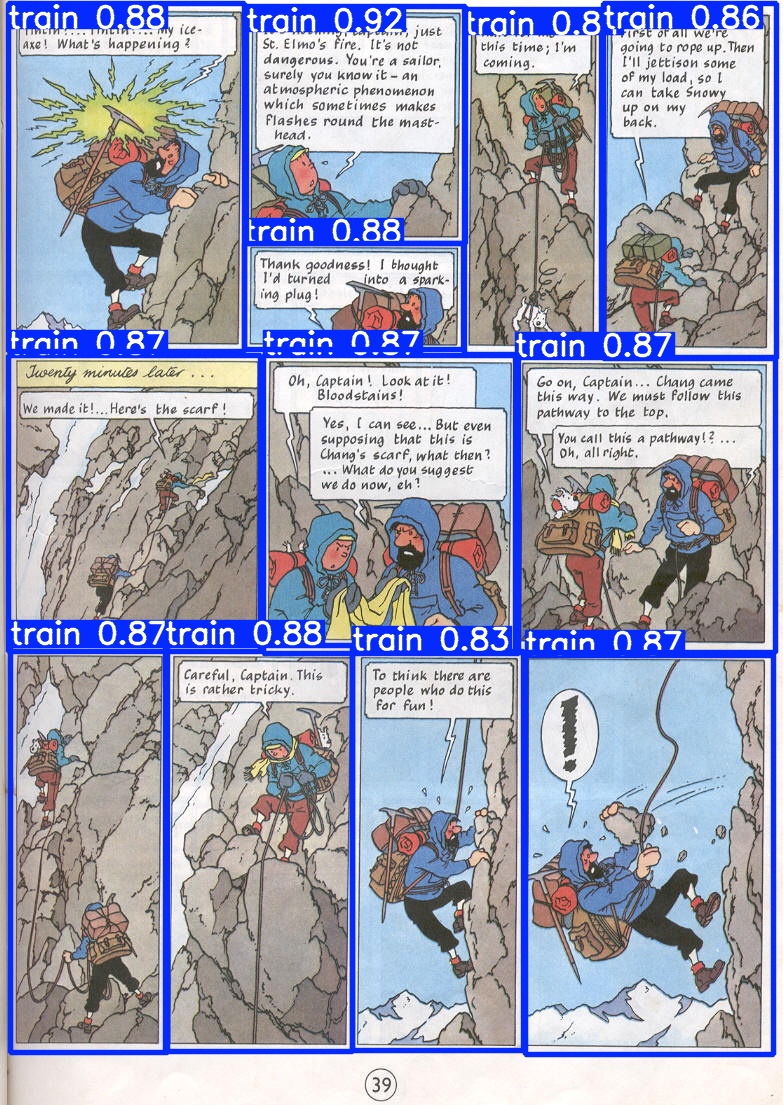 train 0.88
My ice-
axe! What's happening?
train 0.92
just
St. Elmo's fire. It's not
dangerous. You're a sailor,
surely you know it – an
atmospheric phenomenon
which sometimes makes
flashes round the mast-
head.
train 0.88
Thank goodness! I thought
I'd turned into a spark-
ing plug!
train 0.8
this time; I'm
coming.
train 0.86
First of all we're
going to rope up. Then
I'll jettison some
of my load, so I
can take Snowy
up on my
back.
train 0.87
Twenty minutes later...
We made it!... Here's the scarf!
train 0.87
Oh, Captain! Look at it!
Bloodstains!
Yes, I can see... But even
supposing that this is
Chang's scarf, what then?
... What do you suggest
we do now, eh?
train 0.87
Go on, Captain... Chang came
this way. We must follow this
pathway to the top.
You call this a pathway!? ...
Oh, all right.
train 0.87
train 0.88
Careful, Captain. This
is rather tricky.
train 0.83
To think there are
people who do this
for fun!
train 0.87
39